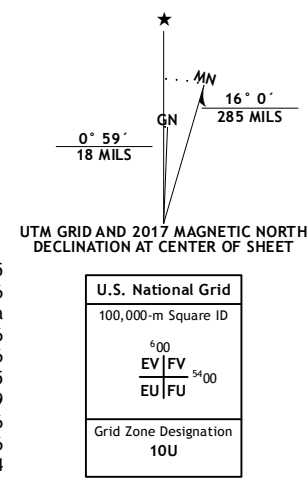 ★
MN
GN
16° 0´
285 MILS
0° 59´
18 MILS
UTM GRID AND 2017 MAGNETIC NORTH
DECLINATION AT CENTER OF SHEET
U.S. National Grid
100,000-m Square ID
⁶00
EV FV
⁵⁴00
EU FU
Grid Zone Designation
10U